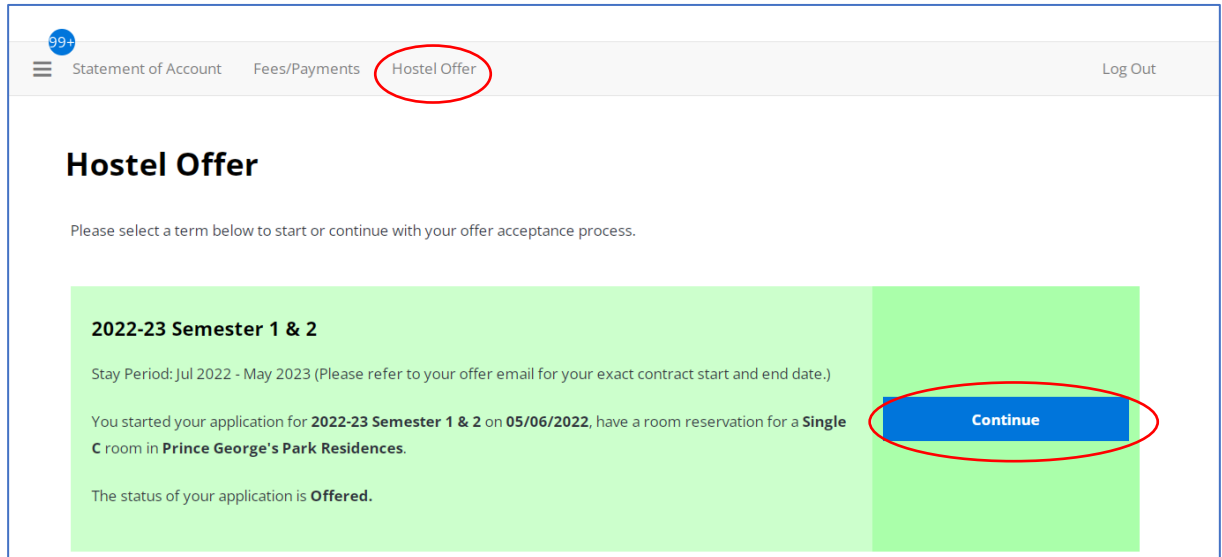 99+
Statement of Account Fees/Payments Hostel Offer Log Out
Hostel Offer
Please select a term below to start or continue with your offer acceptance process.
2022-23 Semester 1 & 2
Stay Period: Jul 2022 - May 2023 (Please refer to your offer email for your exact contract start and end date.)
You started your application for 2022-23 Semester 1 & 2 on 05/06/2022, have a room reservation for a Single
C room in Prince George's Park Residences.
Continue
The status of your application is Offered.